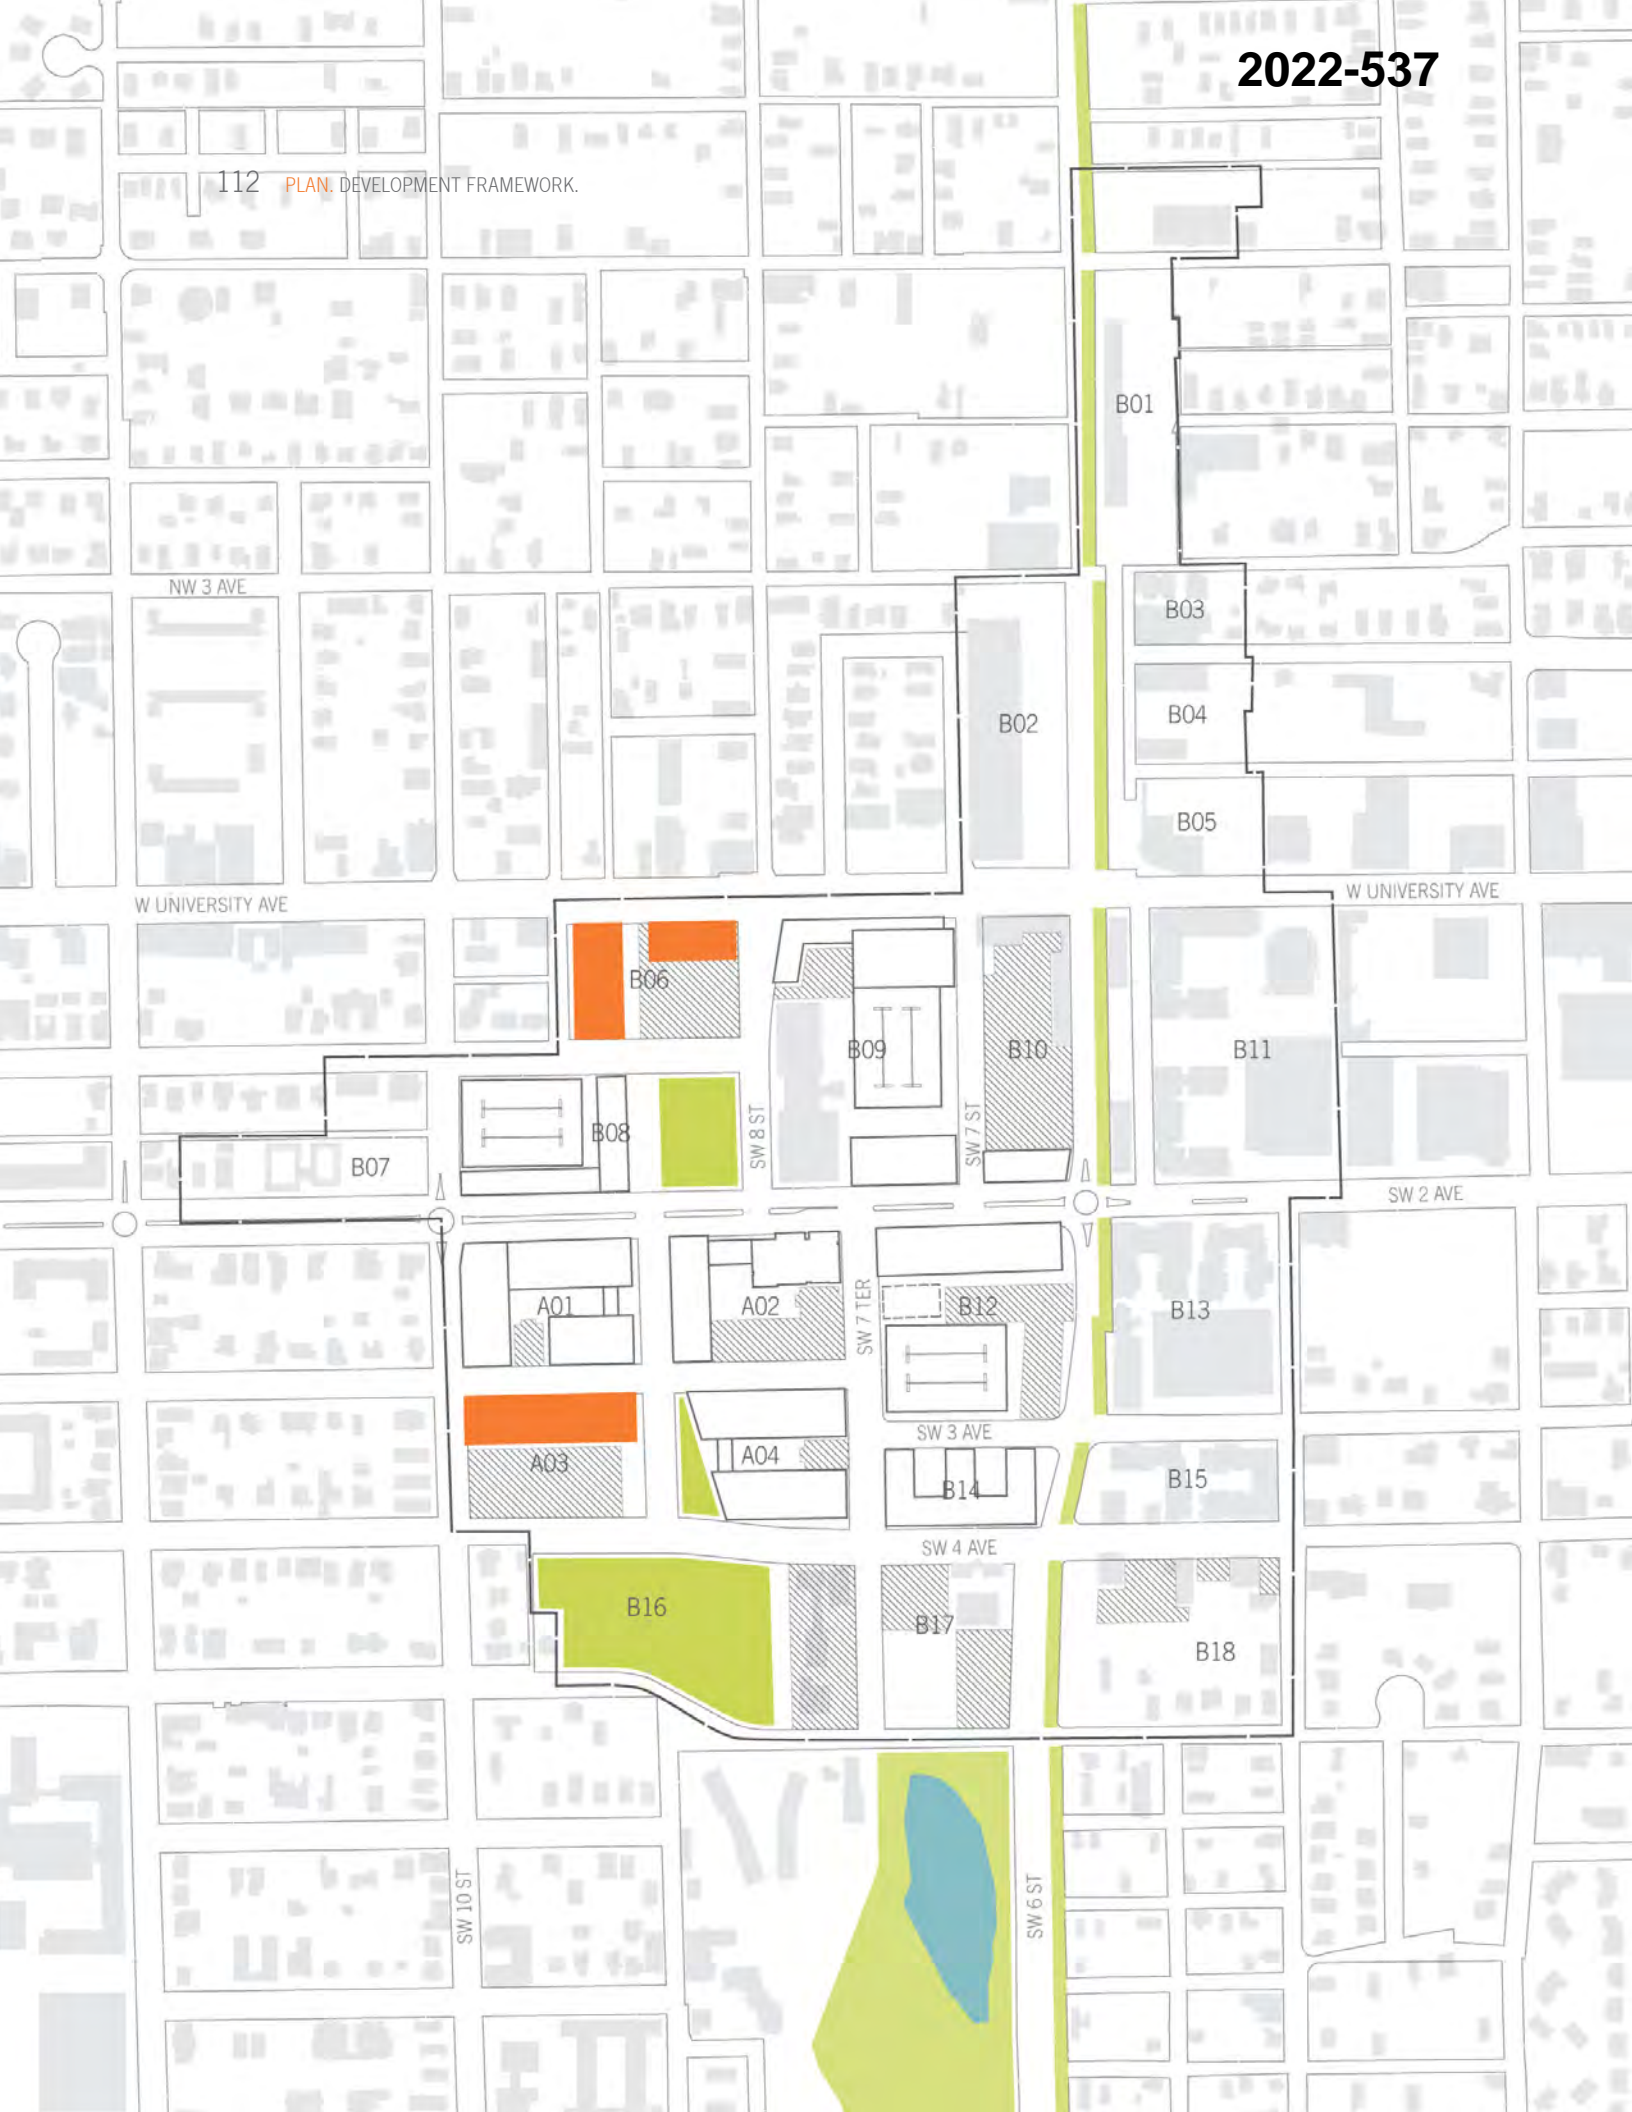 2022-537
112 PLAN. DEVELOPMENT FRAMEWORK.
B01
NW 3 AVE
B03
B04
B02
B05
W UNIVERSITY AVE
W UNIVERSITY AVE
B06
B09
B10
B11
B08
SW 8 ST
SW 7 ST
B07
SW 2 AVE
A01
A02
SW 7 TER
B12
B13
SW 3 AVE
A03
A04
B14
B15
SW 4 AVE
B16
B17
B18
SW 10 ST
SW 6 ST